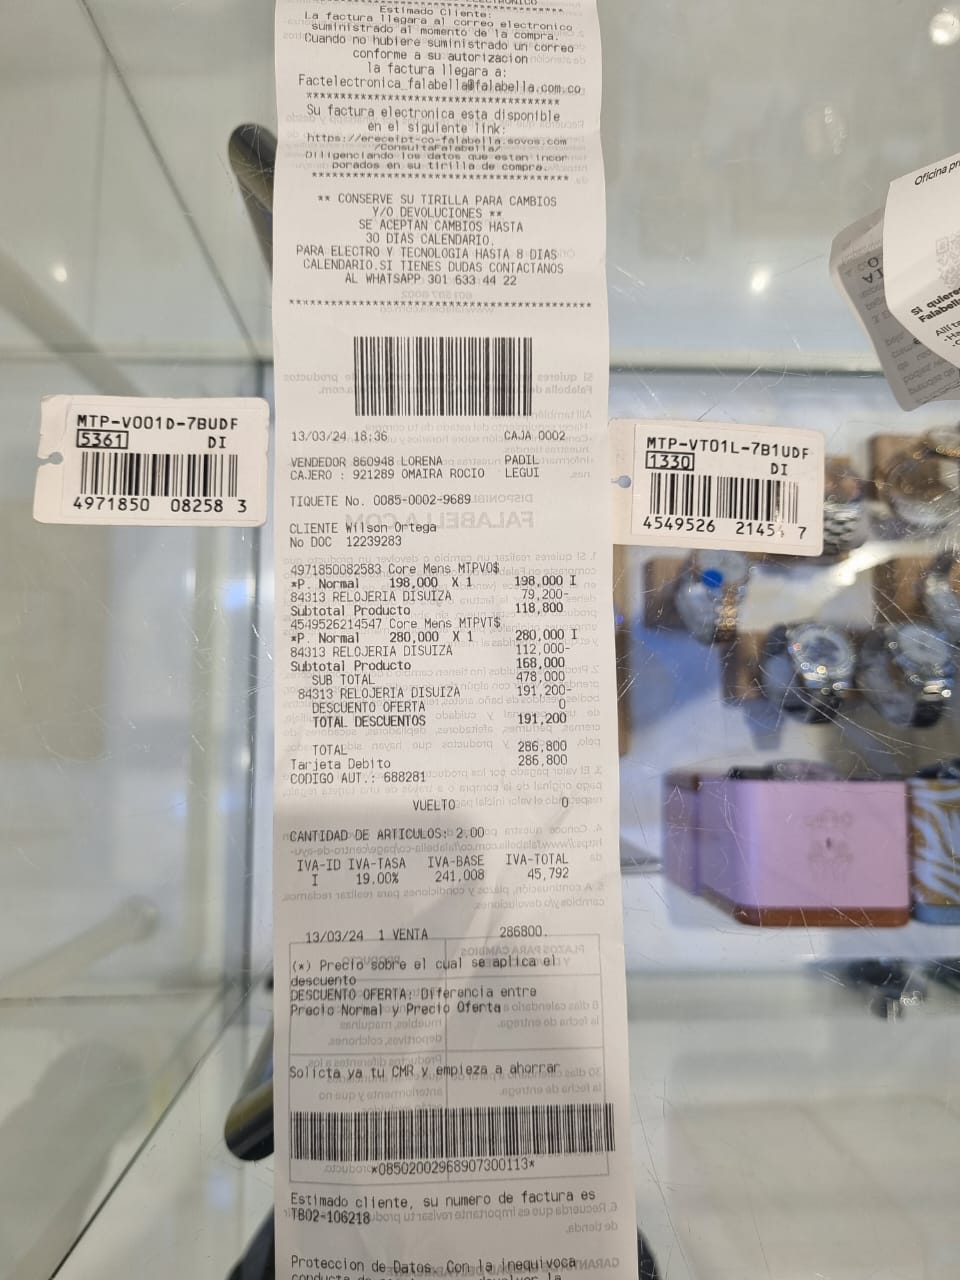 Estimado Cliente:
La factura llegara al correo electronico
suministrado al momento de la compra.
Cuando no hubiere suministrado un correo
conforme a su autorizacion
la factura llegara a:
Factelectronica_falabella@falabella.com.co
****************************************
Su factura electronica esta disponible
en el siguiente link:
https://ereceipt-co-falabella.sovos.com
/ConsultaFalabella/
Diligenciando los datos que estan incor
porados en su tirilla de compra.
****************************************
** CONSERVE SU TIRILLA PARA CAMBIOS
Y/O DEVOLUCIONES **
SE ACEPTAN CAMBIOS HASTA
30 DIAS CALENDARIO.
PARA ELECTRO Y TECNOLOGIA HASTA 8 DIAS
CALENDARIO.SI TIENES DUDAS CONTACTANOS
AL WHATSAPP 301 633 44 22
****************************************
13/03/24 18:36 CAJA 0002
VENDEDOR 860948 LORENA PADIL
CAJERO : 921289 OMAIRA ROCIO LEGUI
TIQUETE No. 0085-0002-9689
CLIENTE Wilson Ortega
No DOC 12239283
4971850082583 Core Mens MTPVO$
*P. Normal 198,000 X 1 198,000 I
84313 RELOJERIA DISUIZA 79,200-
Subtotal Producto 118,800
4549526214547 Core Mens MTPVT$
*P. Normal 280,000 X 1 280,000 I
84313 RELOJERIA DISUIZA 112,000-
Subtotal Producto 168,000
SUB TOTAL 478,000
84313 RELOJERIA DISUIZA 191,200-
DESCUENTO OFERTA 0
TOTAL DESCUENTOS 191,200
TOTAL 286,800
Tarjeta Debito 286,800
CODIGO AUT.: 688281
VUELTO 0
CANTIDAD DE ARTICULOS: 2.00
IVA-ID IVA-TASA IVA-BASE IVA-TOTAL
I 19.00% 241,008 45,792
13/03/24 1 VENTA 286800.
(*) Precio sobre el cual se aplica el
descuento
DESCUENTO OFERTA: Diferencia entre
Precio Normal y Precio Oferta
Solicta ya tu CMR y empieza a ahorrar
*08502002968907300113*
Estimado cliente, su numero de factura es
TB02-106218
Proteccion de Datos. Con la inequivoca
MTP-V001D-7BUDF
5361 DI
4971850 08258 3
MTP-VT01L-7B1UDF
1330 DI
4549526 2145 7
Oficina
Si quieres
Falabella